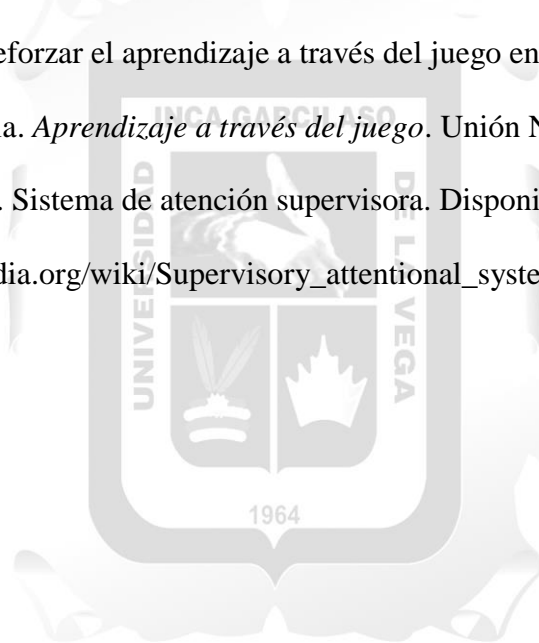 eforzar el aprendizaje a través del juego en
a. Aprendizaje a través del juego. Unión N
. Sistema de atención supervisora. Disponi
dia.org/wiki/Supervisory_attentional_syste
INCA GARCILASO
UNIVERSIDAD
DE LA VEGA
1964